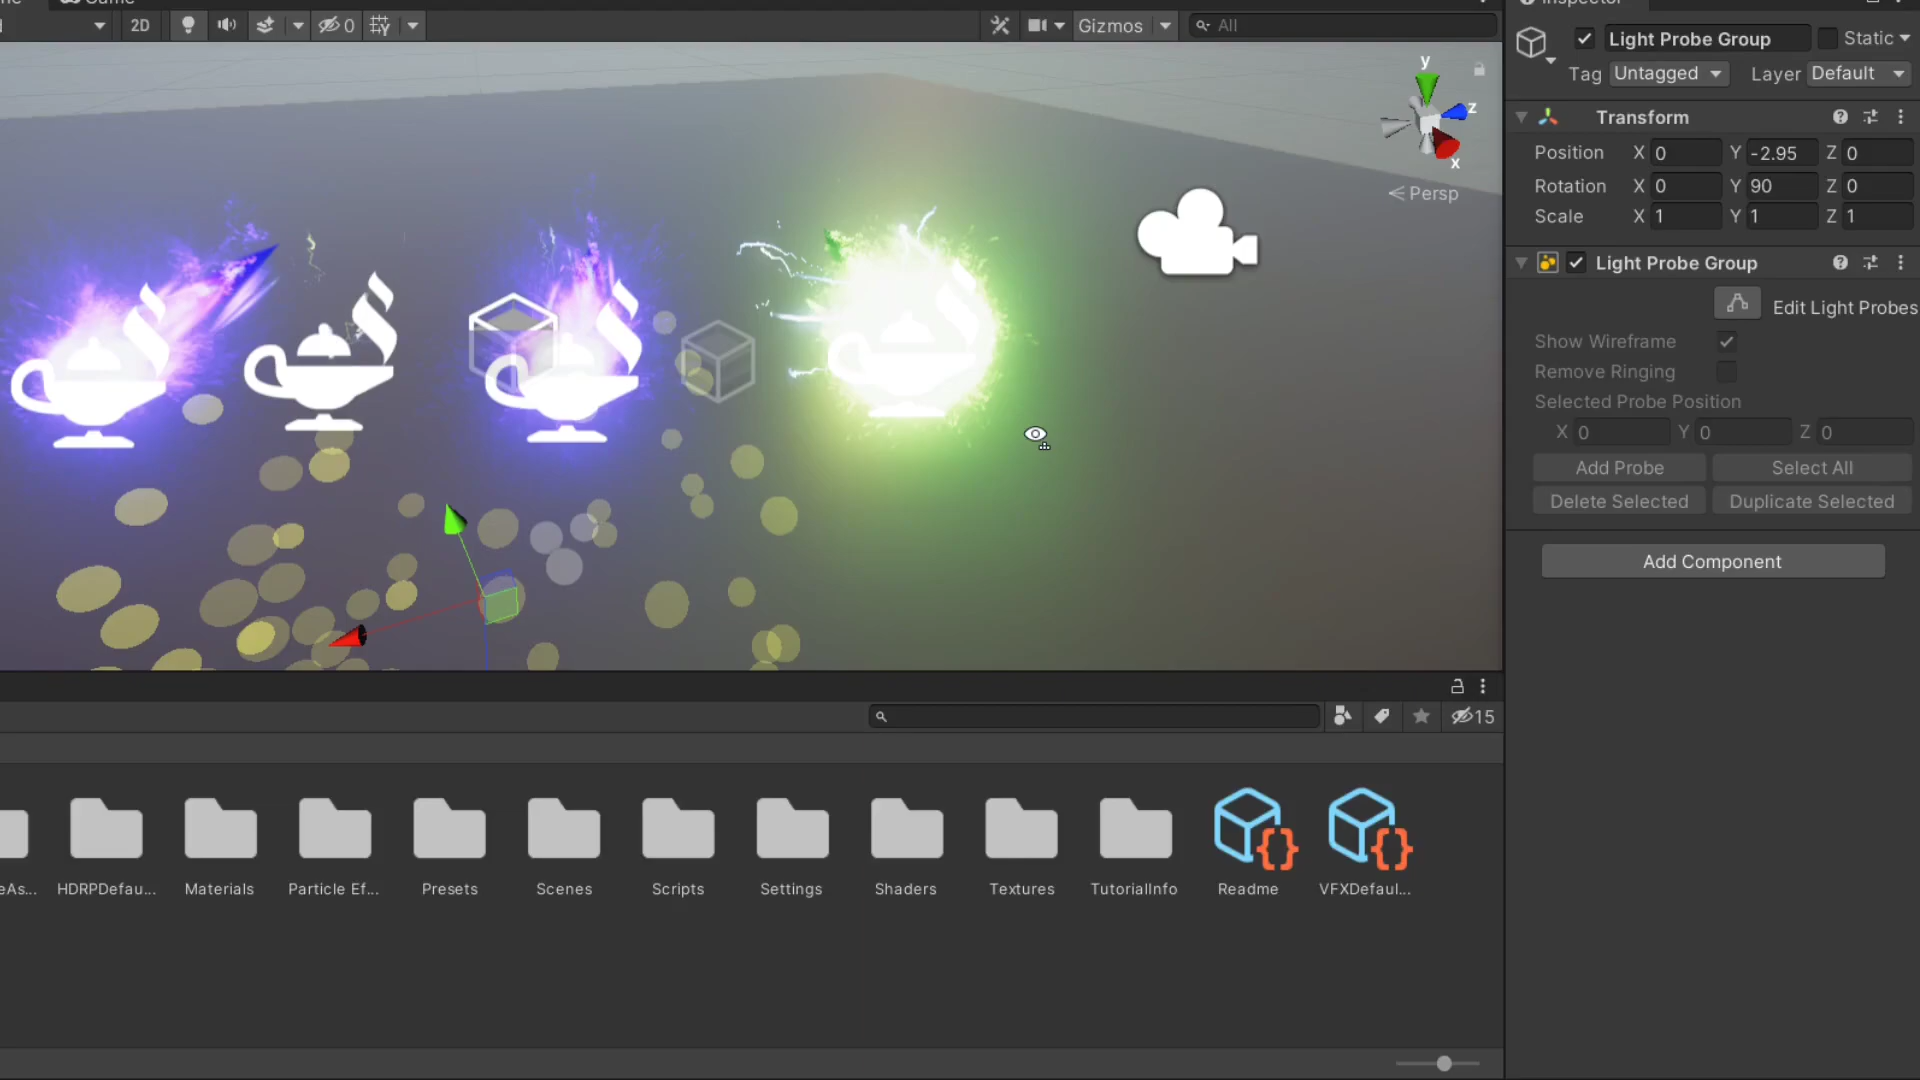 Game
Inspector
2D
0
Gizmos
All
Light Probe Group
Static
Tag Untagged Layer Default
Transform
Position X 0 Y -2.95 Z 0
Rotation X 0 Y 90 Z 0
Scale X 1 Y 1 Z 1
Light Probe Group
Edit Light Probes
Show Wireframe
Remove Ringing
Selected Probe Position
X 0 Y 0 Z 0
Add Probe Select All
Delete Selected Duplicate Selected
Add Component
y
z
x
Persp
15
eAs... HDRPDefau... Materials Particle Ef... Presets Scenes Scripts Settings Shaders Textures TutorialInfo Readme VFXDefaul...